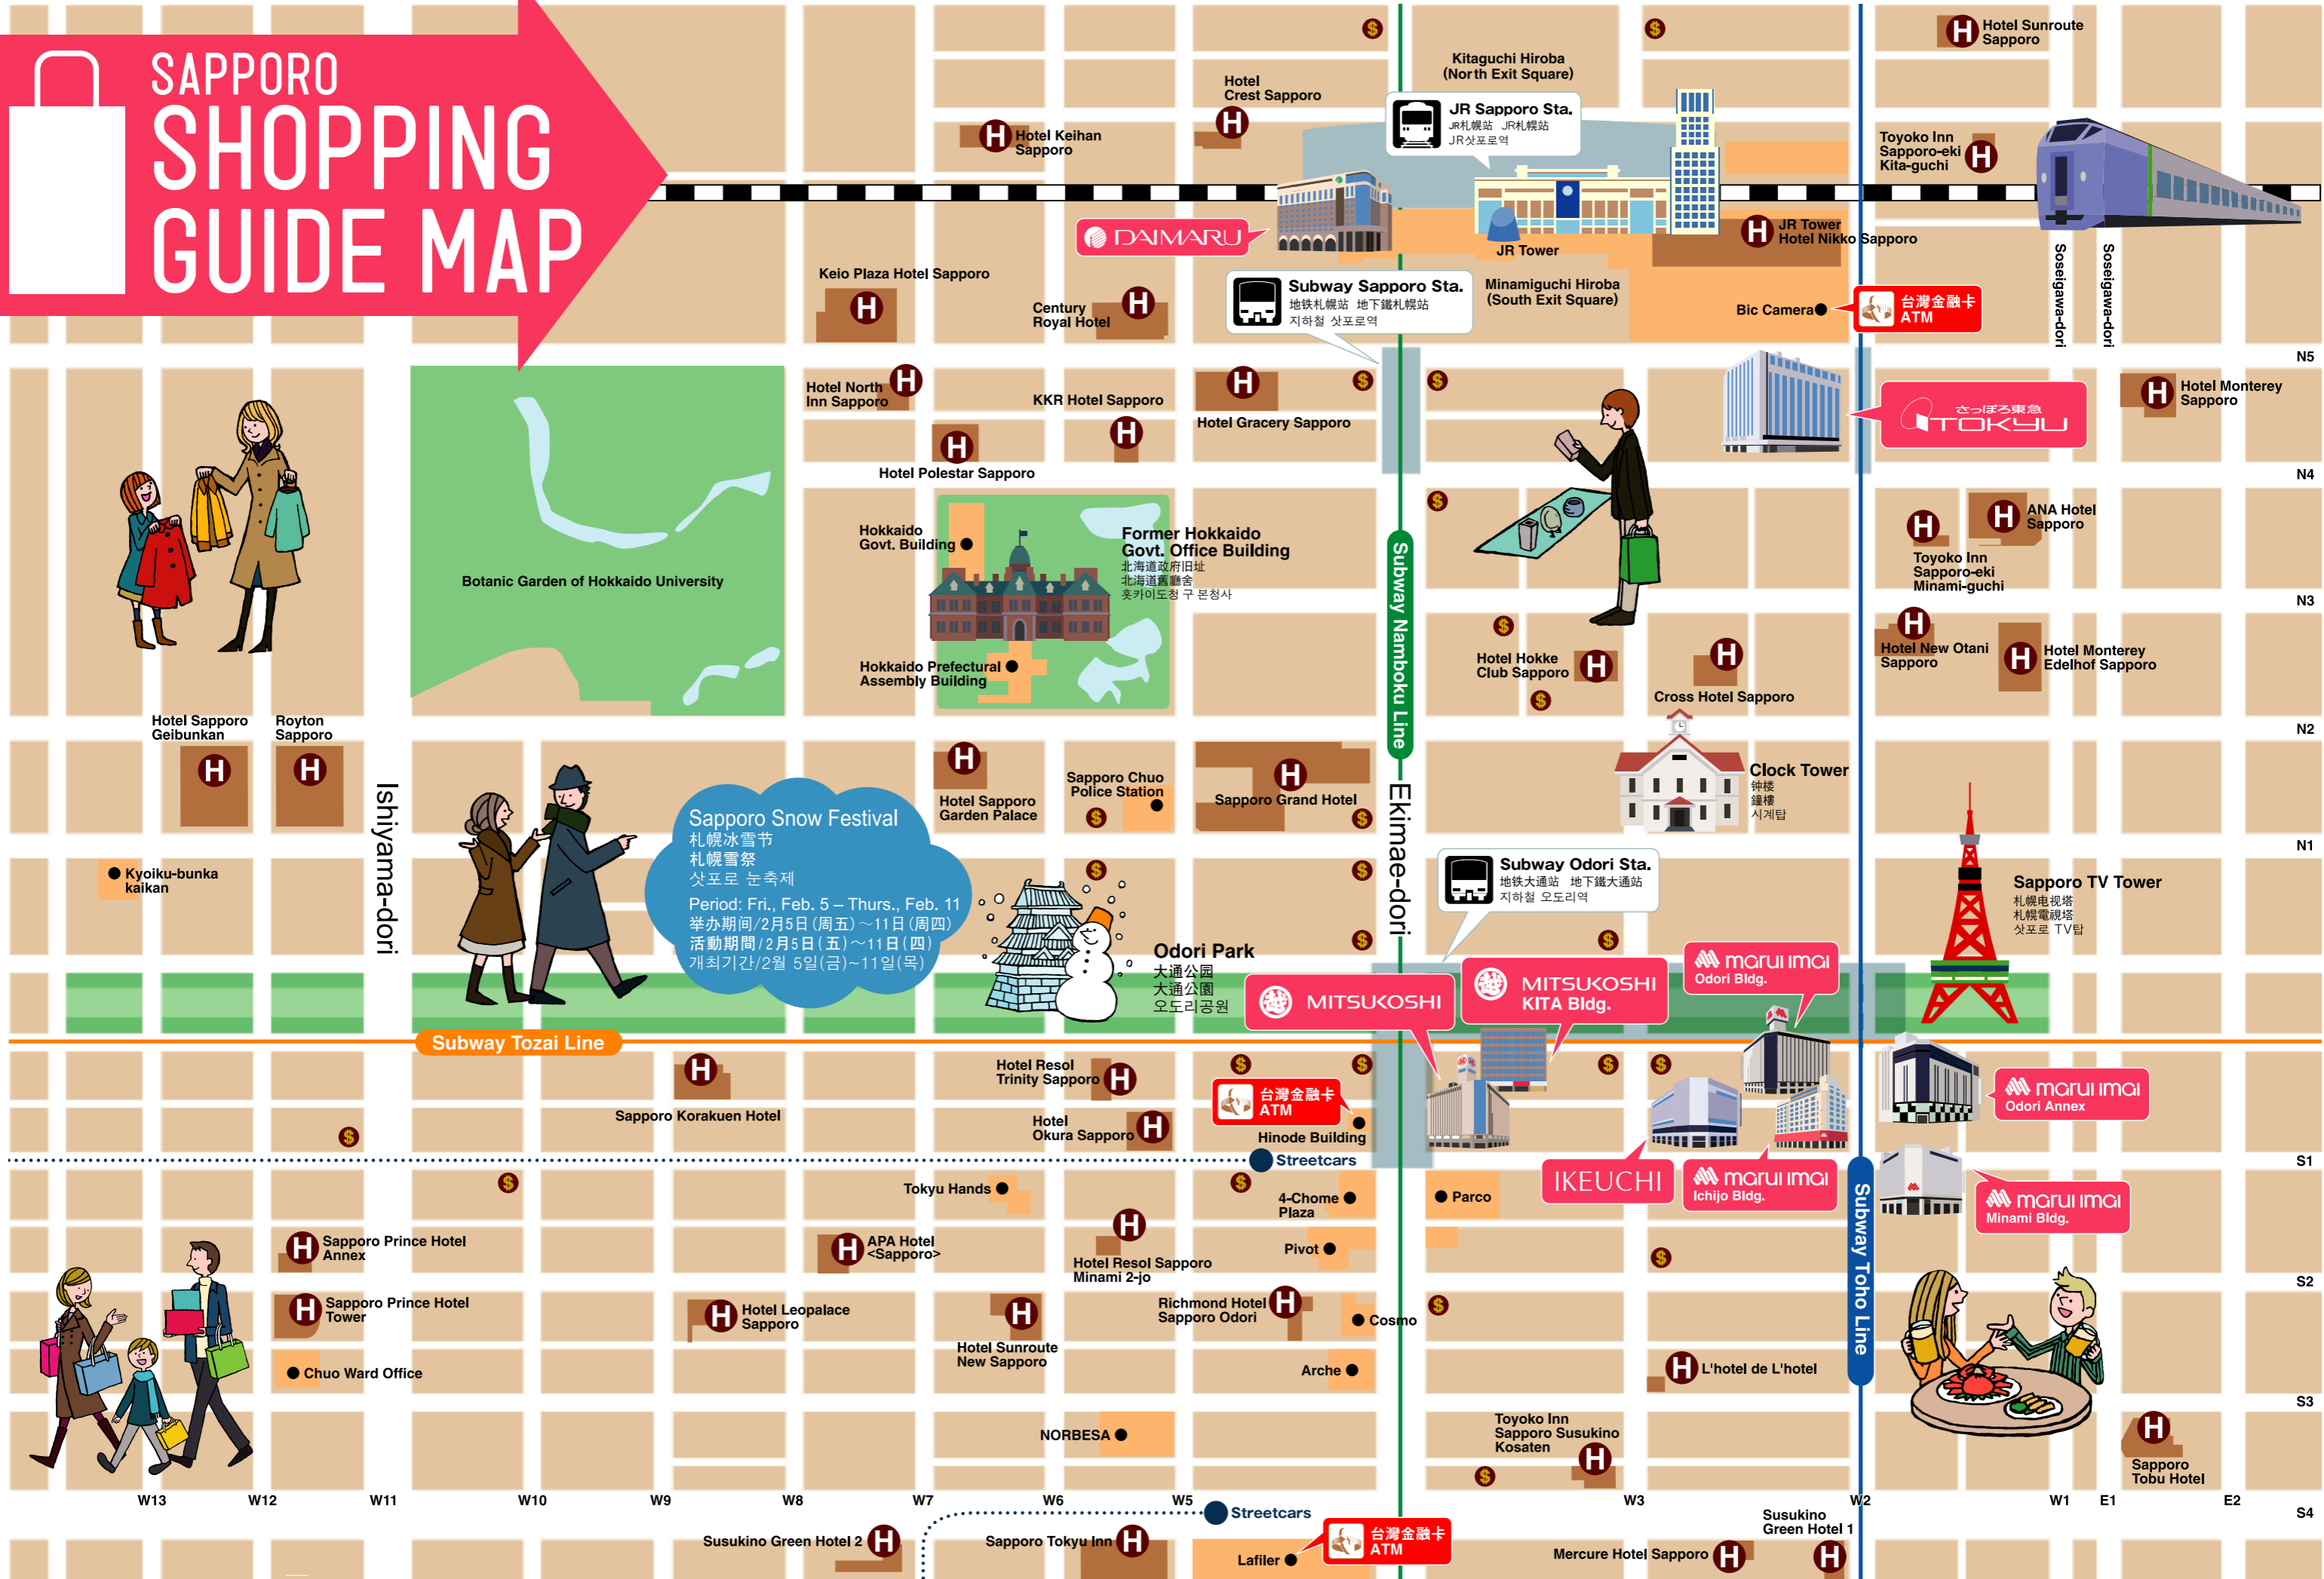 SAPPORO
SHOPPING
GUIDE MAP
Hotel Sunroute
Sapporo
Kitaguchi Hiroba
(North Exit Square)
Hotel
Crest Sapporo
JR Sapporo Sta.
JR札幌站 JR札幌站
JR삿포로역
Hotel Keihan
Sapporo
Toyoko Inn
Sapporo-eki
Kita-guchi
DAIMARU
JR Tower
JR Tower
Hotel Nikko Sapporo
Soseigawa-dori
Soseigawa-dori
Keio Plaza Hotel Sapporo
Century
Royal Hotel
Subway Sapporo Sta.
地铁札幌站 地下鐵札幌站
지하철 삿포로역
Minamiguchi Hiroba
(South Exit Square)
Bic Camera
台灣金融卡
ATM
N5
Hotel North
Inn Sapporo
KKR Hotel Sapporo
Hotel Gracery Sapporo
さっぽろ東急
TOKYU
Hotel Monterey
Sapporo
Hotel Polestar Sapporo
N4
Hokkaido
Govt. Building
Former Hokkaido
Govt. Office Building
北海道政府旧址
北海道舊廳舍
홋카이도청 구 본청사
Subway Namboku Line
ANA Hotel
Sapporo
Toyoko Inn
Sapporo-eki
Minami-guchi
Botanic Garden of Hokkaido University
N3
Hokkaido Prefectural
Assembly Building
Hotel Hokke
Club Sapporo
Cross Hotel Sapporo
Hotel New Otani
Sapporo
Hotel Monterey
Edelhof Sapporo
Hotel Sapporo
Geibunkan
Royton
Sapporo
N2
Ishiyama-dori
Sapporo Snow Festival
札幌冰雪节
札幌雪祭
삿포로 눈축제
Period: Fri., Feb. 5 – Thurs., Feb. 11
举办期间/2月5日(周五)～11日(周四)
活動期間/2月5日(五)～11日(四)
개최기간/2월 5일(금)~11일(목)
Hotel Sapporo
Garden Palace
Sapporo Chuo
Police Station
Sapporo Grand Hotel
Ekimae-dori
Clock Tower
钟楼
鐘樓
시계탑
N1
Kyoiku-bunka
kaikan
Subway Odori Sta.
地铁大通站 地下鐵大通站
지하철 오도리역
Sapporo TV Tower
札幌电视塔
札幌電視塔
삿포로 TV탑
Odori Park
大通公园
大通公園
오도리공원
MITSUKOSHI
MITSUKOSHI
KITA Bldg.
marui imai
Odori Bldg.
Subway Tozai Line
Sapporo Korakuen Hotel
Hotel Resol
Trinity Sapporo
Hotel
Okura Sapporo
台灣金融卡
ATM
Hinode Building
marui imai
Odori Annex
Streetcars
S1
IKEUCHI
marui imai
Ichijo Bldg.
marui imai
Minami Bldg.
Subway Toho Line
Tokyu Hands
4-Chome
Plaza
Parco
Sapporo Prince Hotel
Annex
APA Hotel
<Sapporo>
Hotel Resol Sapporo
Minami 2-jo
Pivot
S2
Sapporo Prince Hotel
Tower
Hotel Leopalace
Sapporo
Hotel Sunroute
New Sapporo
Richmond Hotel
Sapporo Odori
Cosmo
Chuo Ward Office
Arche
L'hotel de L'hotel
S3
NORBESA
Toyoko Inn
Sapporo Susukino
Kosaten
Sapporo
Tobu Hotel
W13
W12
W11
W10
W9
W8
W7
W6
W5
W3
W2
W1
E1
E2
Streetcars
S4
Susukino Green Hotel 2
Sapporo Tokyu Inn
Lafiler
台灣金融卡
ATM
Mercure Hotel Sapporo
Susukino
Green Hotel 1